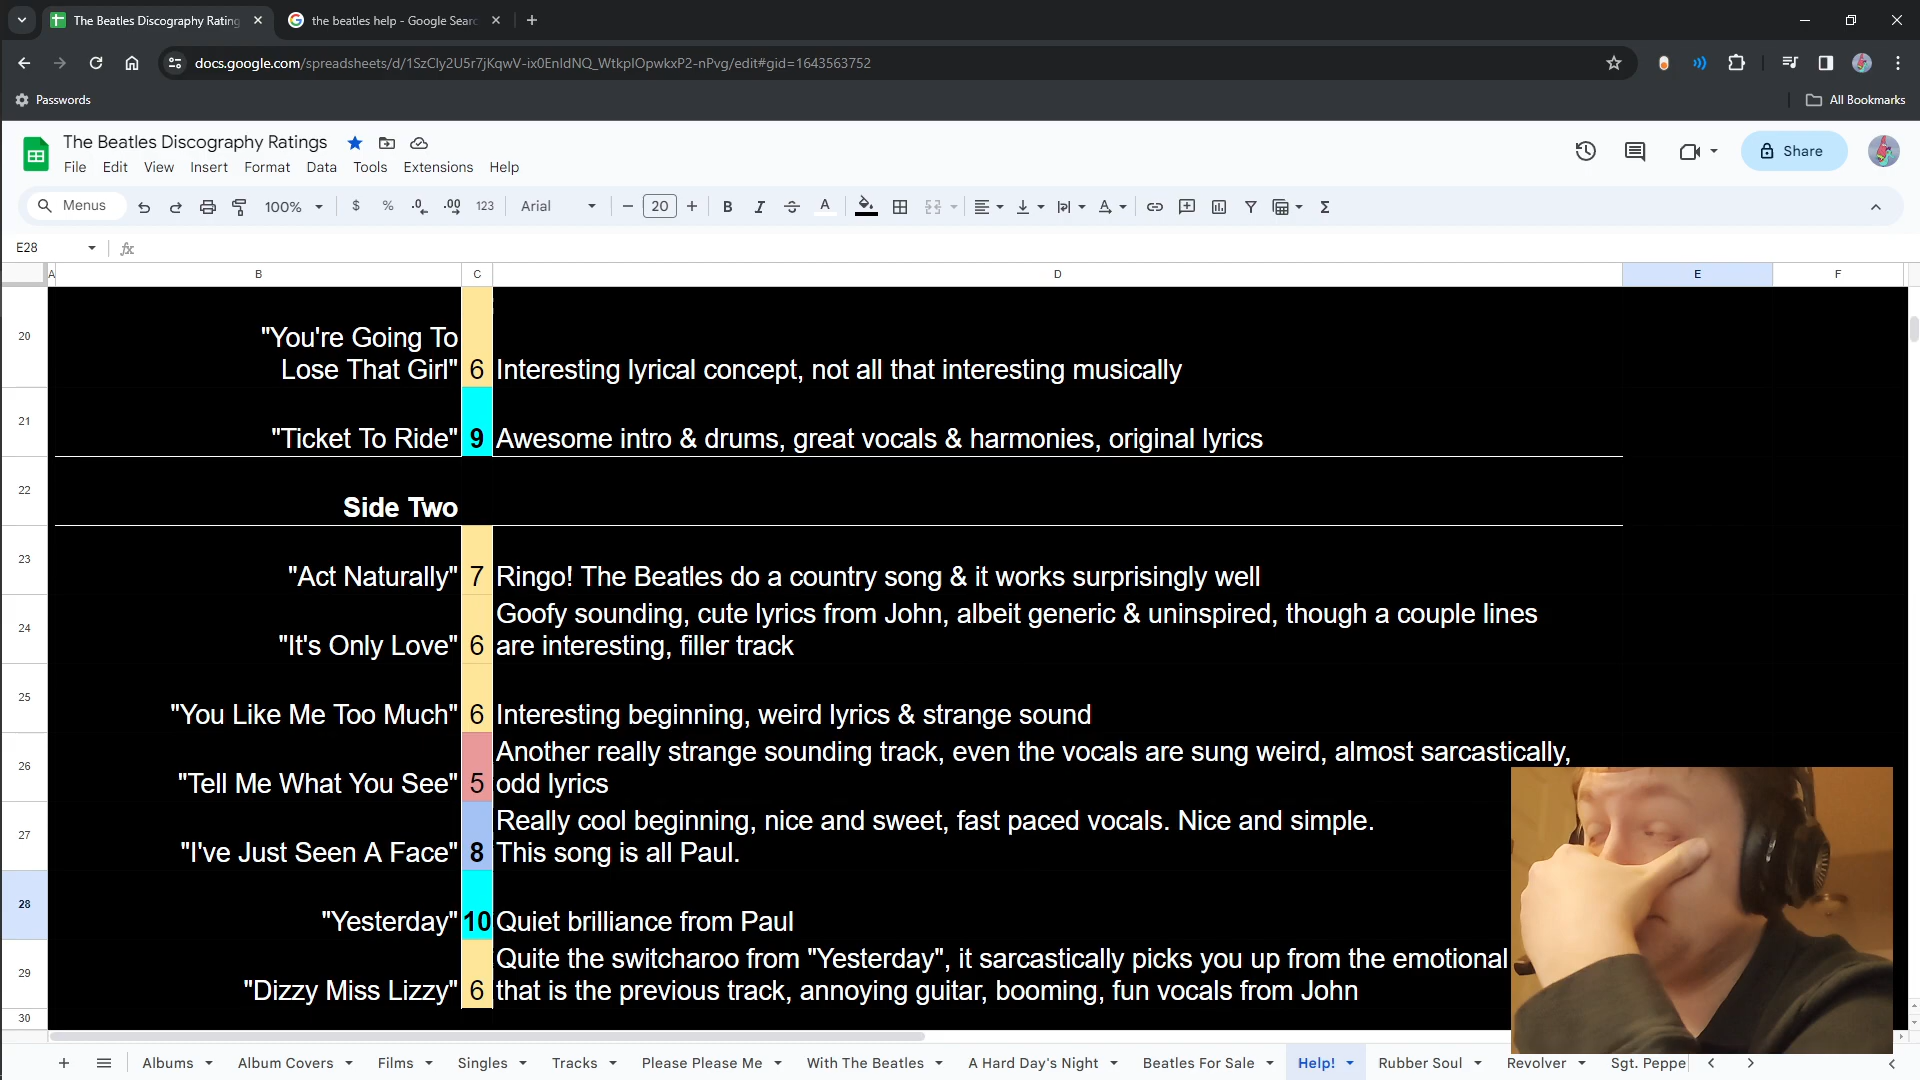 The Beatles Discography Rating
the beatles help - Google Sear
docs.google.com/spreadsheets/d/1SzCly2U5r7jKqwV-ix0EnIdNQ_WtkpIOpwkxP2-nPvg/edit#gid=1643563752
Passwords
All Bookmarks
The Beatles Discography Ratings
File Edit View Insert Format Data Tools Extensions Help
Share
Menus
100%
$ % .0 .00 123
Arial
20
B I
A
E28
fx
A B C D E F
20 "You're Going To
Lose That Girl" 6 Interesting lyrical concept, not all that interesting musically
21 "Ticket To Ride" 9 Awesome intro & drums, great vocals & harmonies, original lyrics
22 Side Two
23 "Act Naturally" 7 Ringo! The Beatles do a country song & it works surprisingly well
24 Goofy sounding, cute lyrics from John, albeit generic & uninspired, though a couple lines
"It's Only Love" 6 are interesting, filler track
25 "You Like Me Too Much" 6 Interesting beginning, weird lyrics & strange sound
26 Another really strange sounding track, even the vocals are sung weird, almost sarcastically,
"Tell Me What You See" 5 odd lyrics
27 Really cool beginning, nice and sweet, fast paced vocals. Nice and simple.
"I've Just Seen A Face" 8 This song is all Paul.
28 "Yesterday" 10 Quiet brilliance from Paul
29 Quite the switcharoo from "Yesterday", it sarcastically picks you up from the emotional
"Dizzy Miss Lizzy" 6 that is the previous track, annoying guitar, booming, fun vocals from John
30
Albums Album Covers Films Singles Tracks Please Please Me With The Beatles A Hard Day's Night Beatles For Sale Help! Rubber Soul Revolver Sgt. Peppe